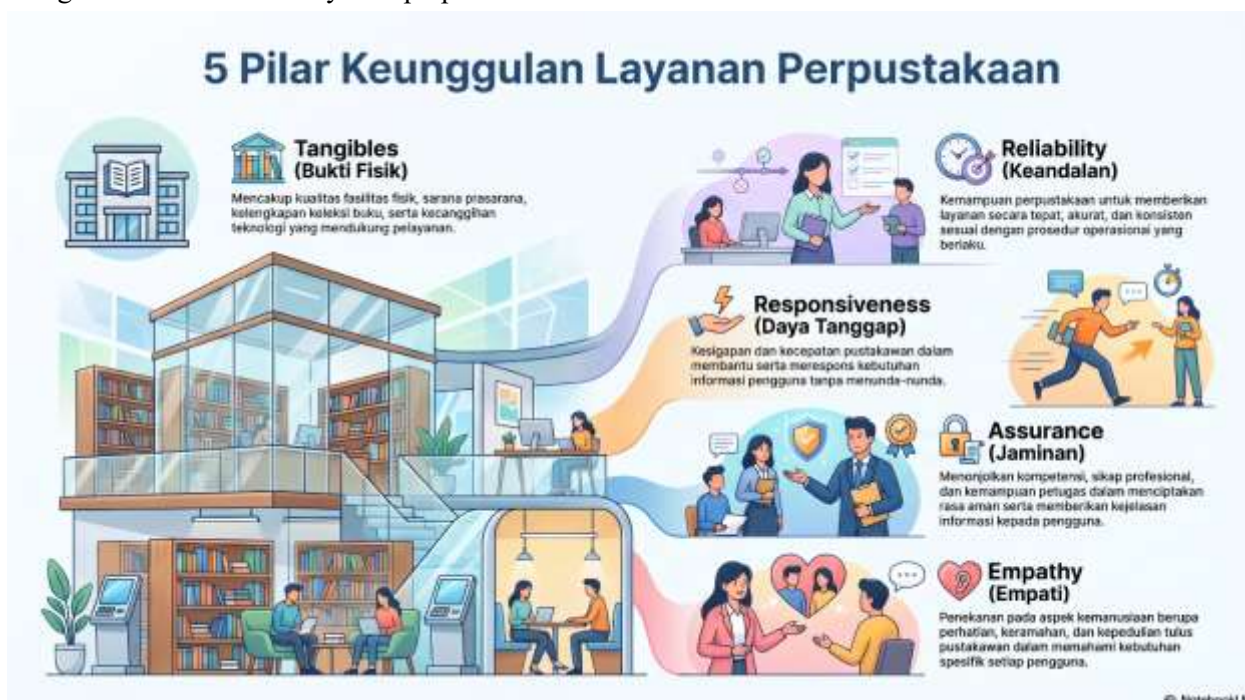 5 Pilar Keunggulan Layanan Perpustakaan
Tangibles
(Bukti Fisik)
Mencakup kualitas fasilitas fisik, sarana prasarana,
kelengkapan koleksi buku, serta kecanggihan
teknologi yang mendukung pelayanan.
Reliability
(Keandalan)
Kemampuan perpustakaan untuk memberikan
layanan secara tepat, akurat, dan konsisten
sesuai dengan prosedur operasional yang
berlaku.
Responsiveness
(Daya Tanggap)
Kesigapan dan kecepatan pustakawan dalam
membantu serta merespons kebutuhan
informasi pengguna tanpa menunda-nunda.
Assurance
(Jaminan)
Menonjolkan kompetensi, sikap profesional,
dan kemampuan petugas dalam menciptakan
rasa aman serta memberikan kejelasan
informasi kepada pengguna.
Empathy
(Empati)
Penekanan pada aspek kemanusiaan berupa
perhatian, keramahan, dan kepedulian tulus
pustakawan dalam memahami kebutuhan
spesifik setiap pengguna.